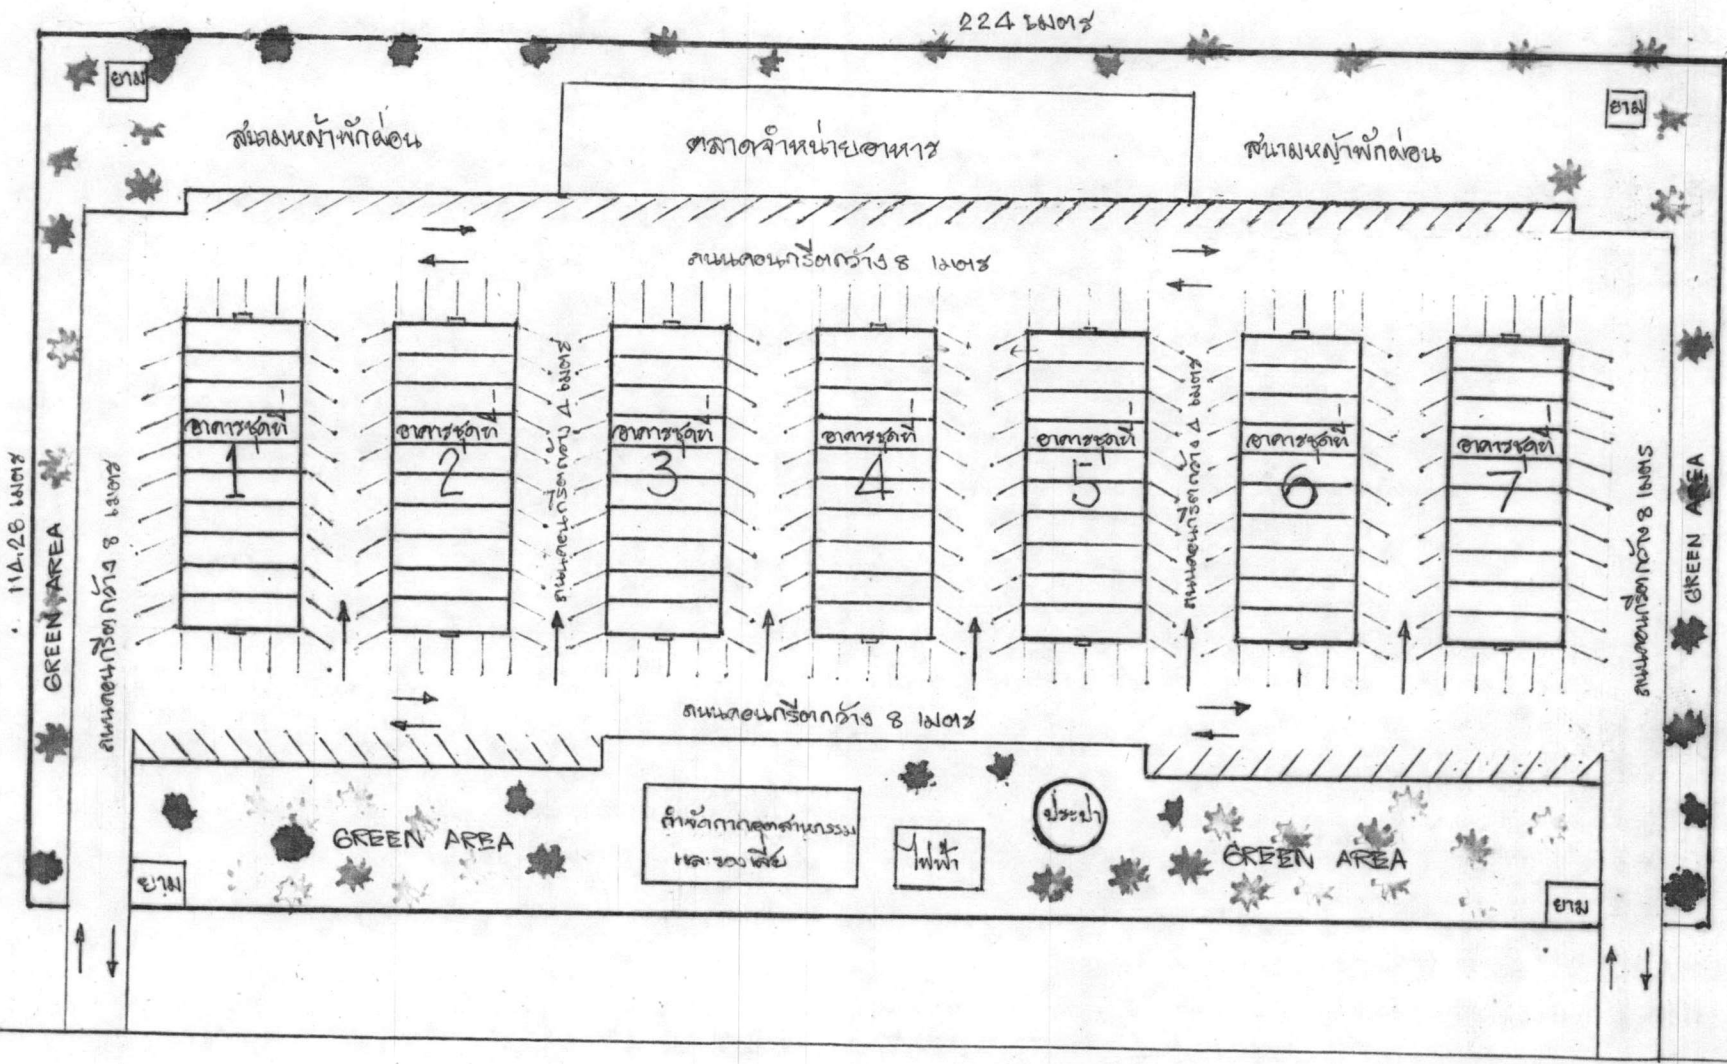 224 เมตร
ยาม
ยาม
สนามหญ้าพักผ่อน
ตลาดจำหน่ายอาหาร
สนามหญ้าพักผ่อน
ถนนคอนกรีตกว้าง 8 เมตร
114.28 เมตร
GREEN AREA
ถนนคอนกรีตกว้าง 8 เมตร
อาคารชุดที่
1
อาคารชุดที่
2
ถนนคอนกรีตกว้าง 4 เมตร
อาคารชุดที่
3
อาคารชุดที่
4
อาคารชุดที่
5
ถนนคอนกรีตกว้าง 4 เมตร
อาคารชุดที่
6
อาคารชุดที่
7
ถนนคอนกรีตกว้าง 8 เมตร
GREEN AREA
ถนนคอนกรีตกว้าง 8 เมตร
GREEN AREA
กำจัดกากอุตสาหกรรม
และของเสีย
ไฟฟ้า
ประปา
GREEN AREA
ยาม
ยาม